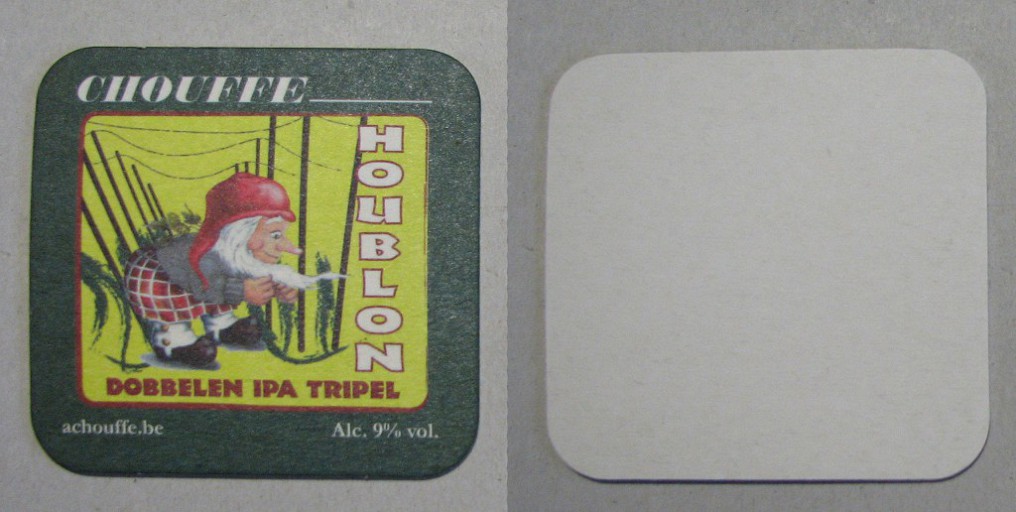 CHOUFFE
HOUBLON
DOBBELEN IPA TRIPEL
achouffe.be
Alc. 9% vol.